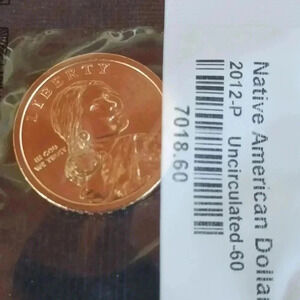 LIBERTY
IN GOD
WE TRUST
Native American Dolla
2012-P Uncirculated-60
7018.60